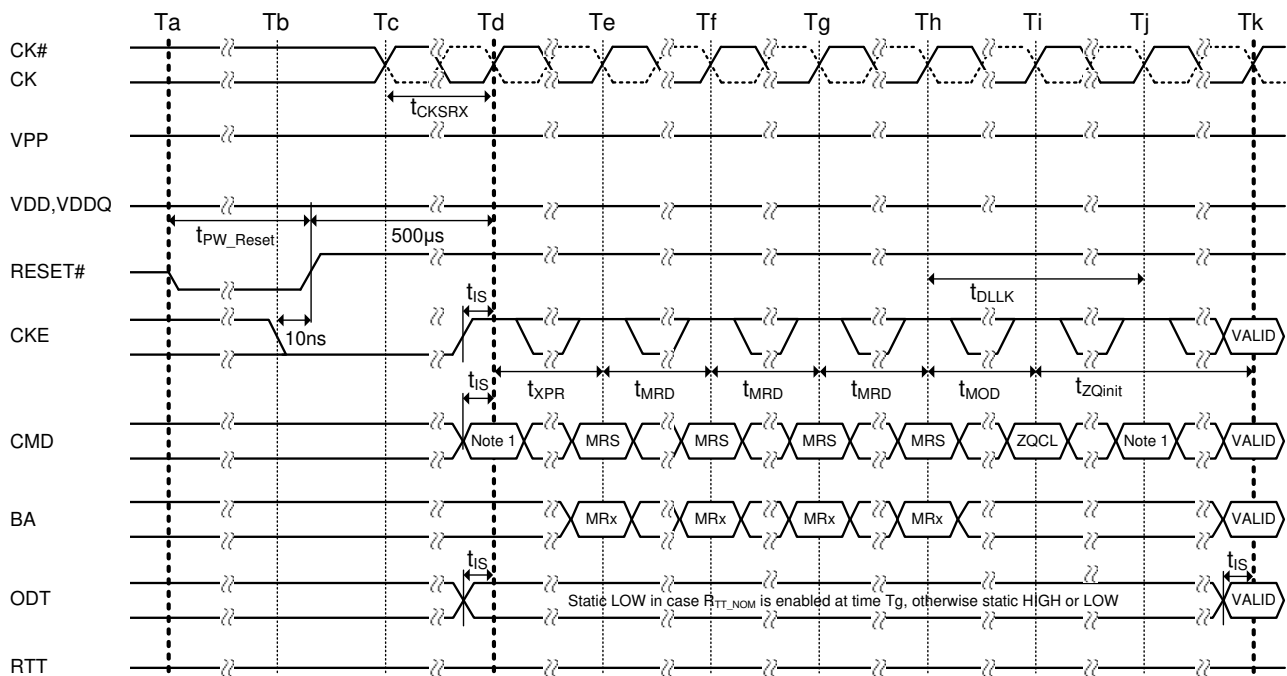 Ta Tb Tc Td Te Tf Tg Th Ti Tj Tk
CK#
CK
tCKSRX
VPP
VDD,VDDQ
tPW_Reset 500µs
RESET#
tIS tDLLK
CKE 10ns VALID
tIS tXPR tMRD tMRD tMRD tMOD tZQinit
CMD Note 1 MRS MRS MRS MRS ZQCL Note 1 VALID
BA MRx MRx MRx MRx VALID
tIS tIS
ODT Static LOW in case RTT_NOM is enabled at time Tg, otherwise static HIGH or LOW VALID
RTT